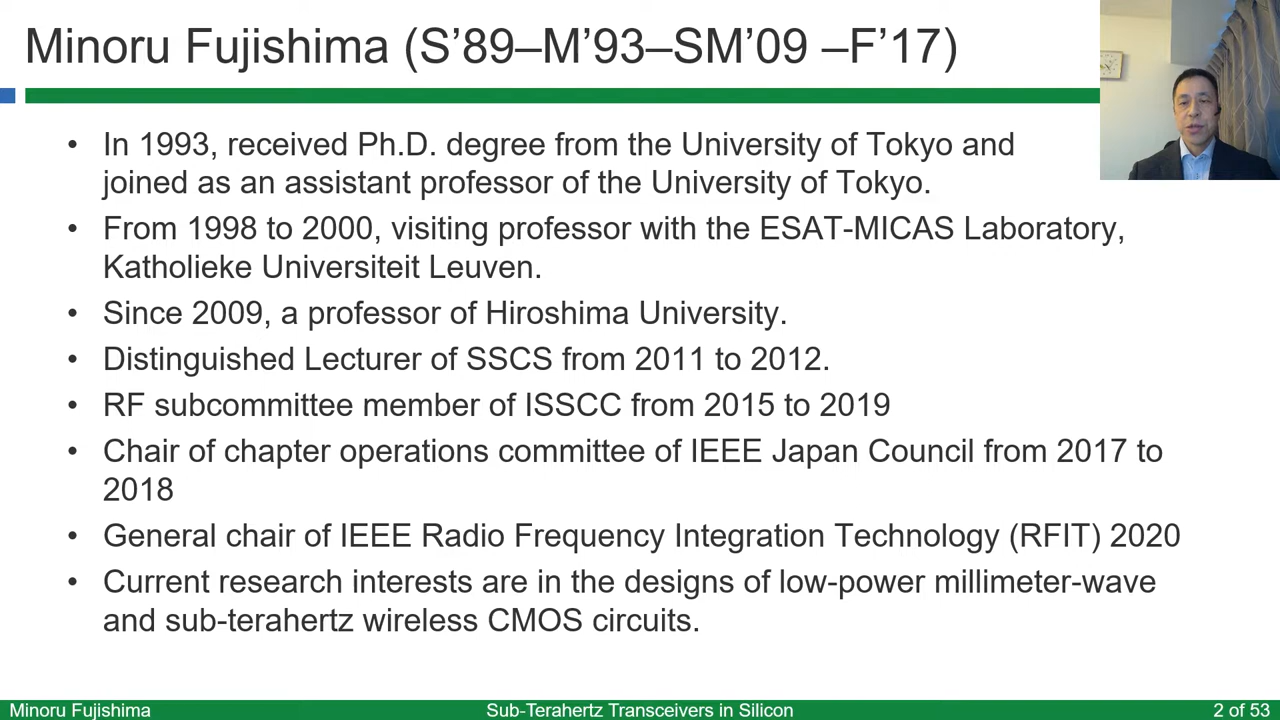 Minoru Fujishima (S’89–M’93–SM’09 –F’17)
• In 1993, received Ph.D. degree from the University of Tokyo and
joined as an assistant professor of the University of Tokyo.
• From 1998 to 2000, visiting professor with the ESAT-MICAS Laboratory,
Katholieke Universiteit Leuven.
• Since 2009, a professor of Hiroshima University.
• Distinguished Lecturer of SSCS from 2011 to 2012.
• RF subcommittee member of ISSCC from 2015 to 2019
• Chair of chapter operations committee of IEEE Japan Council from 2017 to
2018
• General chair of IEEE Radio Frequency Integration Technology (RFIT) 2020
• Current research interests are in the designs of low-power millimeter-wave
and sub-terahertz wireless CMOS circuits.
Minoru Fujishima
Sub-Terahertz Transceivers in Silicon
2 of 53